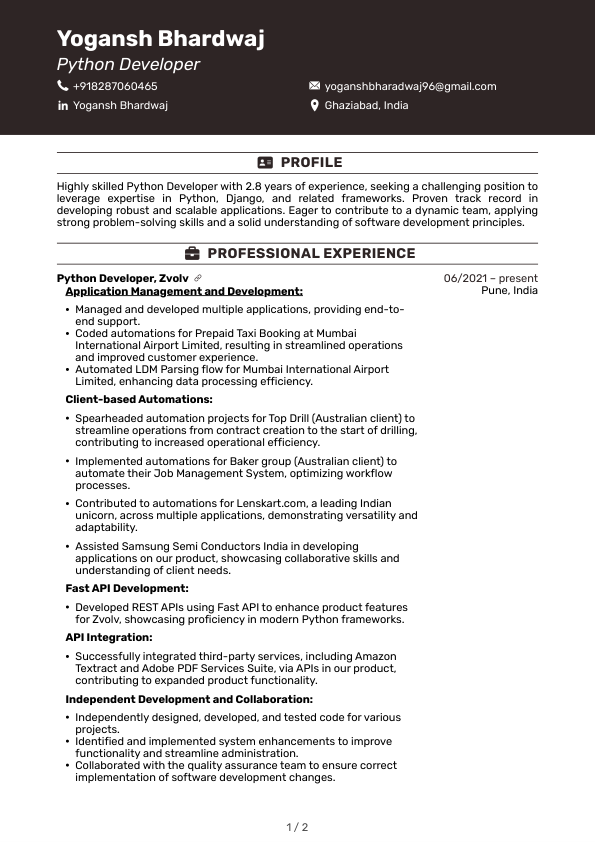 Yogansh Bhardwaj
Python Developer
+918287060465
yoganshbharadwaj96@gmail.com
Yogansh Bhardwaj
Ghaziabad, India
PROFILE
Highly skilled Python Developer with 2.8 years of experience, seeking a challenging position to
leverage expertise in Python, Django, and related frameworks. Proven track record in
developing robust and scalable applications. Eager to contribute to a dynamic team, applying
strong problem-solving skills and a solid understanding of software development principles.
PROFESSIONAL EXPERIENCE
Python Developer, Zvolv
06/2021 – present
Pune, India
Application Management and Development:
• Managed and developed multiple applications, providing end-to-
end support.
• Coded automations for Prepaid Taxi Booking at Mumbai
International Airport Limited, resulting in streamlined operations
and improved customer experience.
• Automated LDM Parsing flow for Mumbai International Airport
Limited, enhancing data processing efficiency.
Client-based Automations:
• Spearheaded automation projects for Top Drill (Australian client) to
streamline operations from contract creation to the start of drilling,
contributing to increased operational efficiency.
• Implemented automations for Baker group (Australian client) to
automate their Job Management System, optimizing workflow
processes.
• Contributed to automations for Lenskart.com, a leading Indian
unicorn, across multiple applications, demonstrating versatility and
adaptability.
• Assisted Samsung Semi Conductors India in developing
applications on our product, showcasing collaborative skills and
understanding of client needs.
Fast API Development:
• Developed REST APIs using Fast API to enhance product features
for Zvolv, showcasing proficiency in modern Python frameworks.
API Integration:
• Successfully integrated third-party services, including Amazon
Textract and Adobe PDF Services Suite, via APIs in our product,
contributing to expanded product functionality.
Independent Development and Collaboration:
• Independently designed, developed, and tested code for various
projects.
• Identified and implemented system enhancements to improve
functionality and streamline administration.
• Collaborated with the quality assurance team to ensure correct
implementation of software development changes.
1 / 2